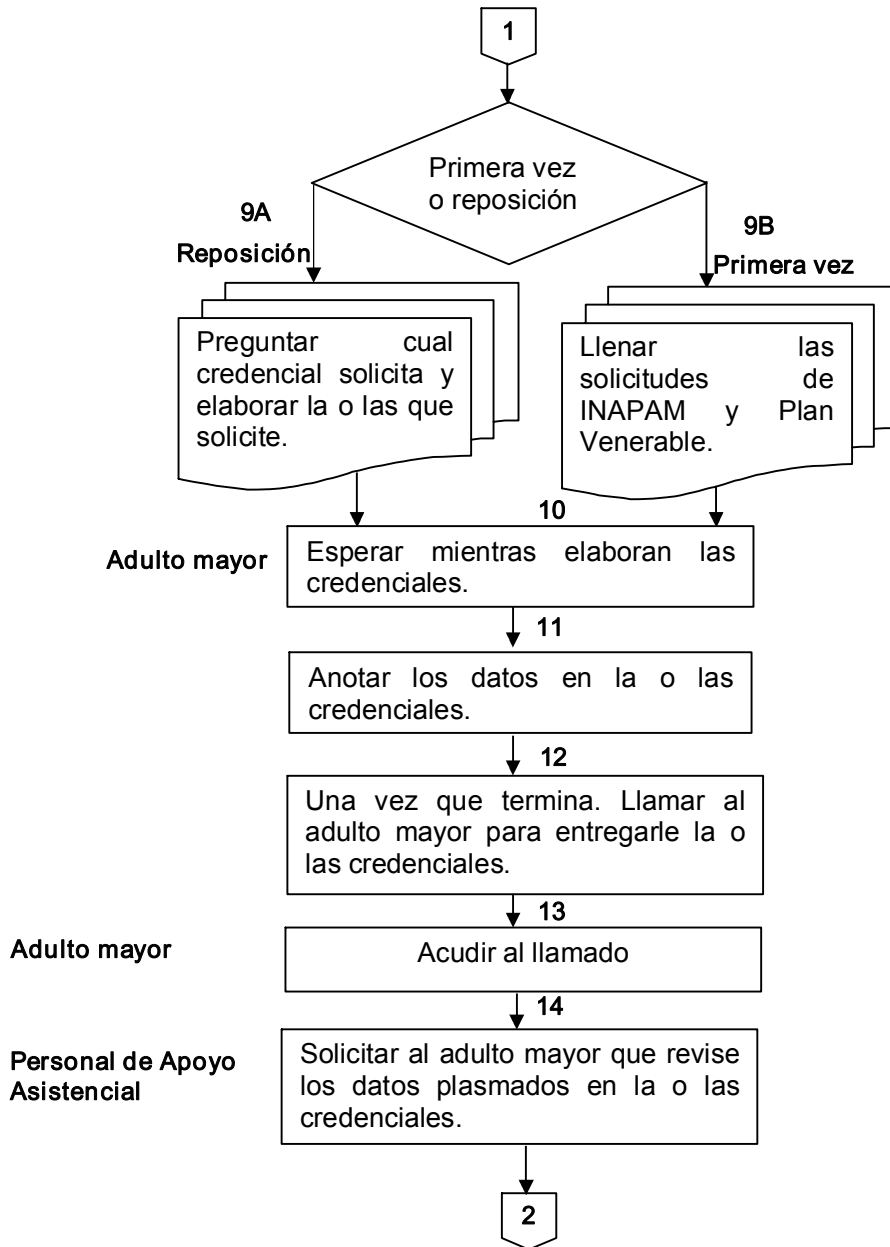 1
Primera vez
o reposición
9A
Reposición
9B
Primera vez
Preguntar cual
credencial solicita y
elaborar la o las que
solicite.
Llenar las
solicitudes de
INAPAM y Plan
Venerable.
10
Adulto mayor
Esperar mientras elaboran las
credenciales.
11
Anotar los datos en la o las
credenciales.
12
Una vez que termina. Llamar al
adulto mayor para entregarle la o
las credenciales.
13
Adulto mayor
Acudir al llamado
14
Personal de Apoyo
Asistencial
Solicitar al adulto mayor que revise
los datos plasmados en la o las
credenciales.
2